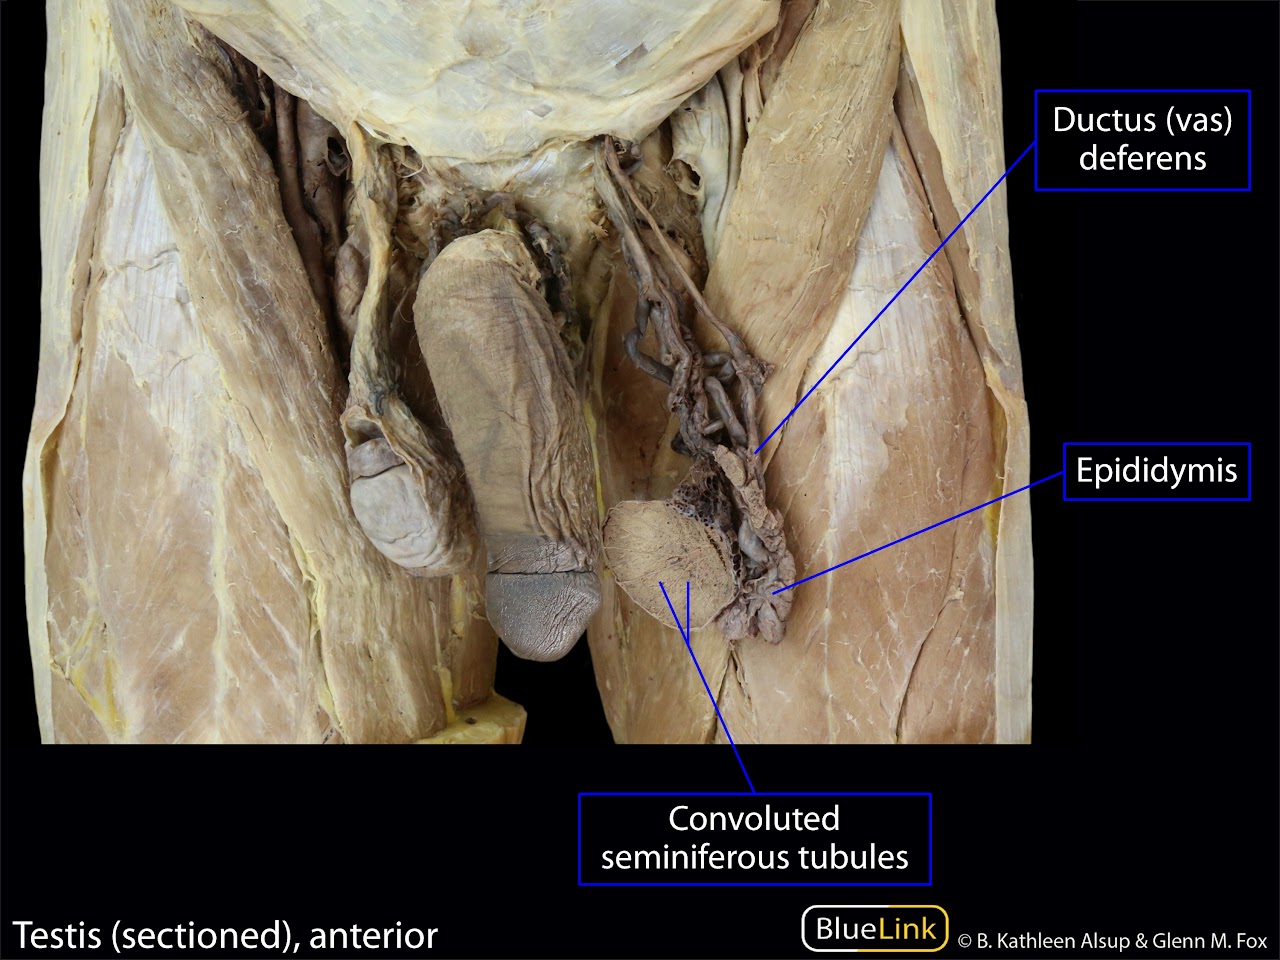 Ductus (vas)
deferens
Epididymis
Convoluted
seminiferous tubules
Testis (sectioned), anterior
BlueLink
© B. Kathleen Alsup & Glenn M. Fox